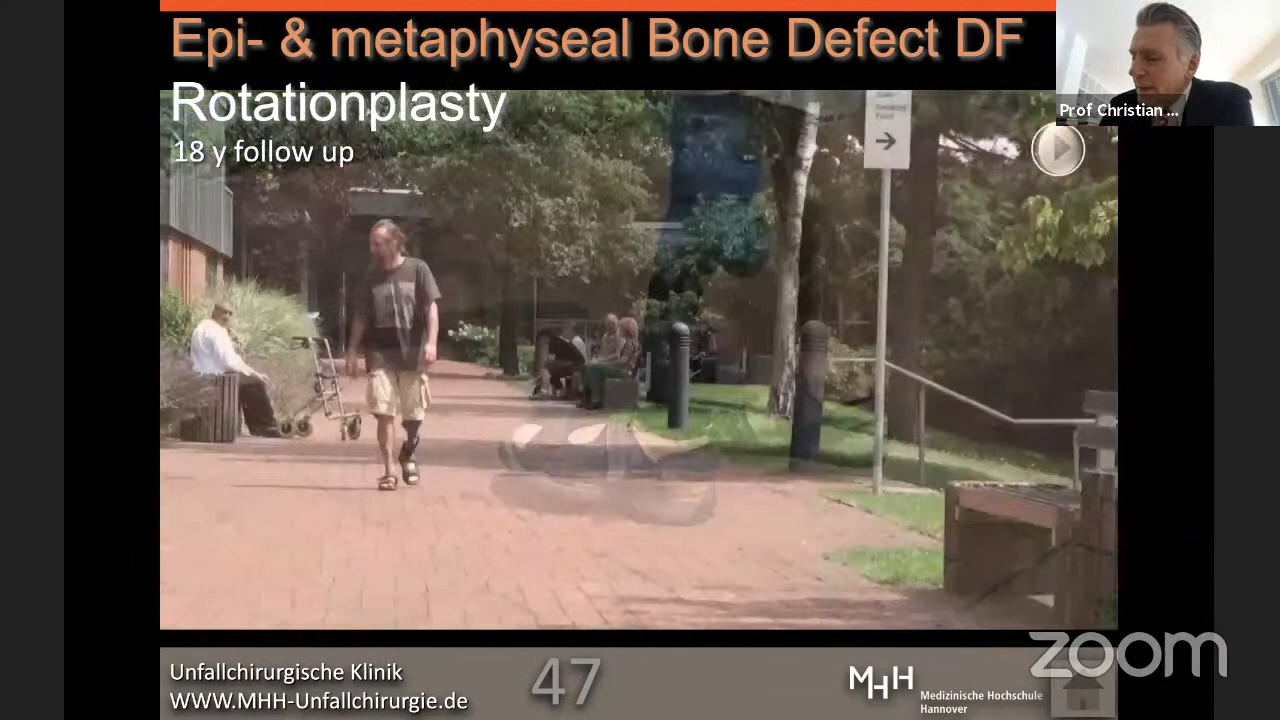 Epi- & metaphyseal Bone Defect DF
Rotationplasty
18 y follow up
Prof Christian ...
Unfallchirurgische Klinik
WWW.MHH-Unfallchirurgie.de
47
MHH
Medizinische Hochschule
Hannover
zoom